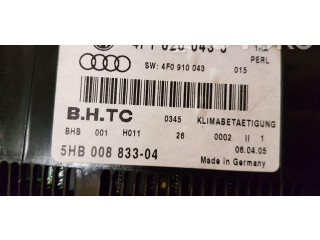 4F1 820 043 J
SW: 4F0 910 043 015 PERL
B.H.TC 0345 KLIMABETAETIGUNG
BHB 001 H011 26 0002 II 1
5HB 008 833-04 06.04.05
Made in Germany